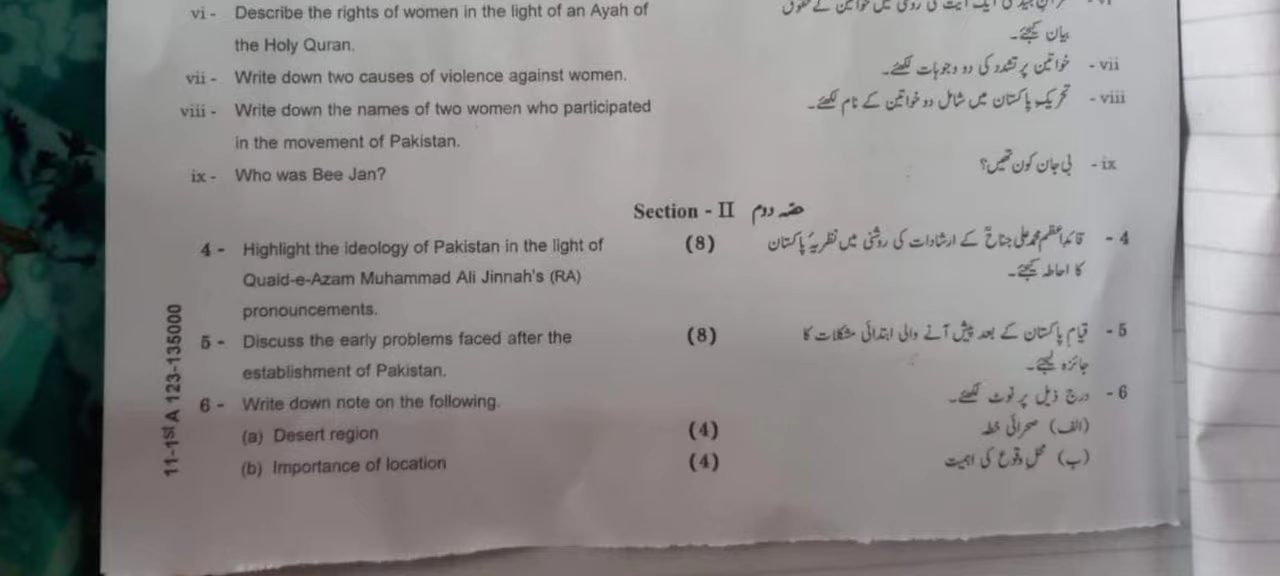 vi - Describe the rights of women in the light of an Ayah of
the Holy Quran.
بیان کیجئے۔
vii - Write down two causes of violence against women.
vii - خواتین پر تشدد کی دو وجوہات لکھئے۔
viii - Write down the names of two women who participated
in the movement of Pakistan.
viii - تحریک پاکستان میں شامل دو خواتین کے نام لکھئے۔
ix - Who was Bee Jan?
ix - بی جان کون تھیں؟
Section - II حصّہ دوم
4 - Highlight the ideology of Pakistan in the light of (8)
Quaid-e-Azam Muhammad Ali Jinnah's (RA)
pronouncements.
4 - قائداعظم محمد علی جناحؒ کے ارشادات کی روشنی میں نظریۂ پاکستان
کا احاطہ کیجئے۔
5 - Discuss the early problems faced after the (8)
establishment of Pakistan.
5 - قیام پاکستان کے بعد پیش آنے والی ابتدائی مشکلات کا
جائزہ لیجئے۔
6 - Write down note on the following.
6 - درج ذیل پر نوٹ لکھئے۔
(a) Desert region (4) (الف) صحرائی خطہ
(b) Importance of location (4) (ب) محل وقوع کی اہمیت
11-1st A 123-135000